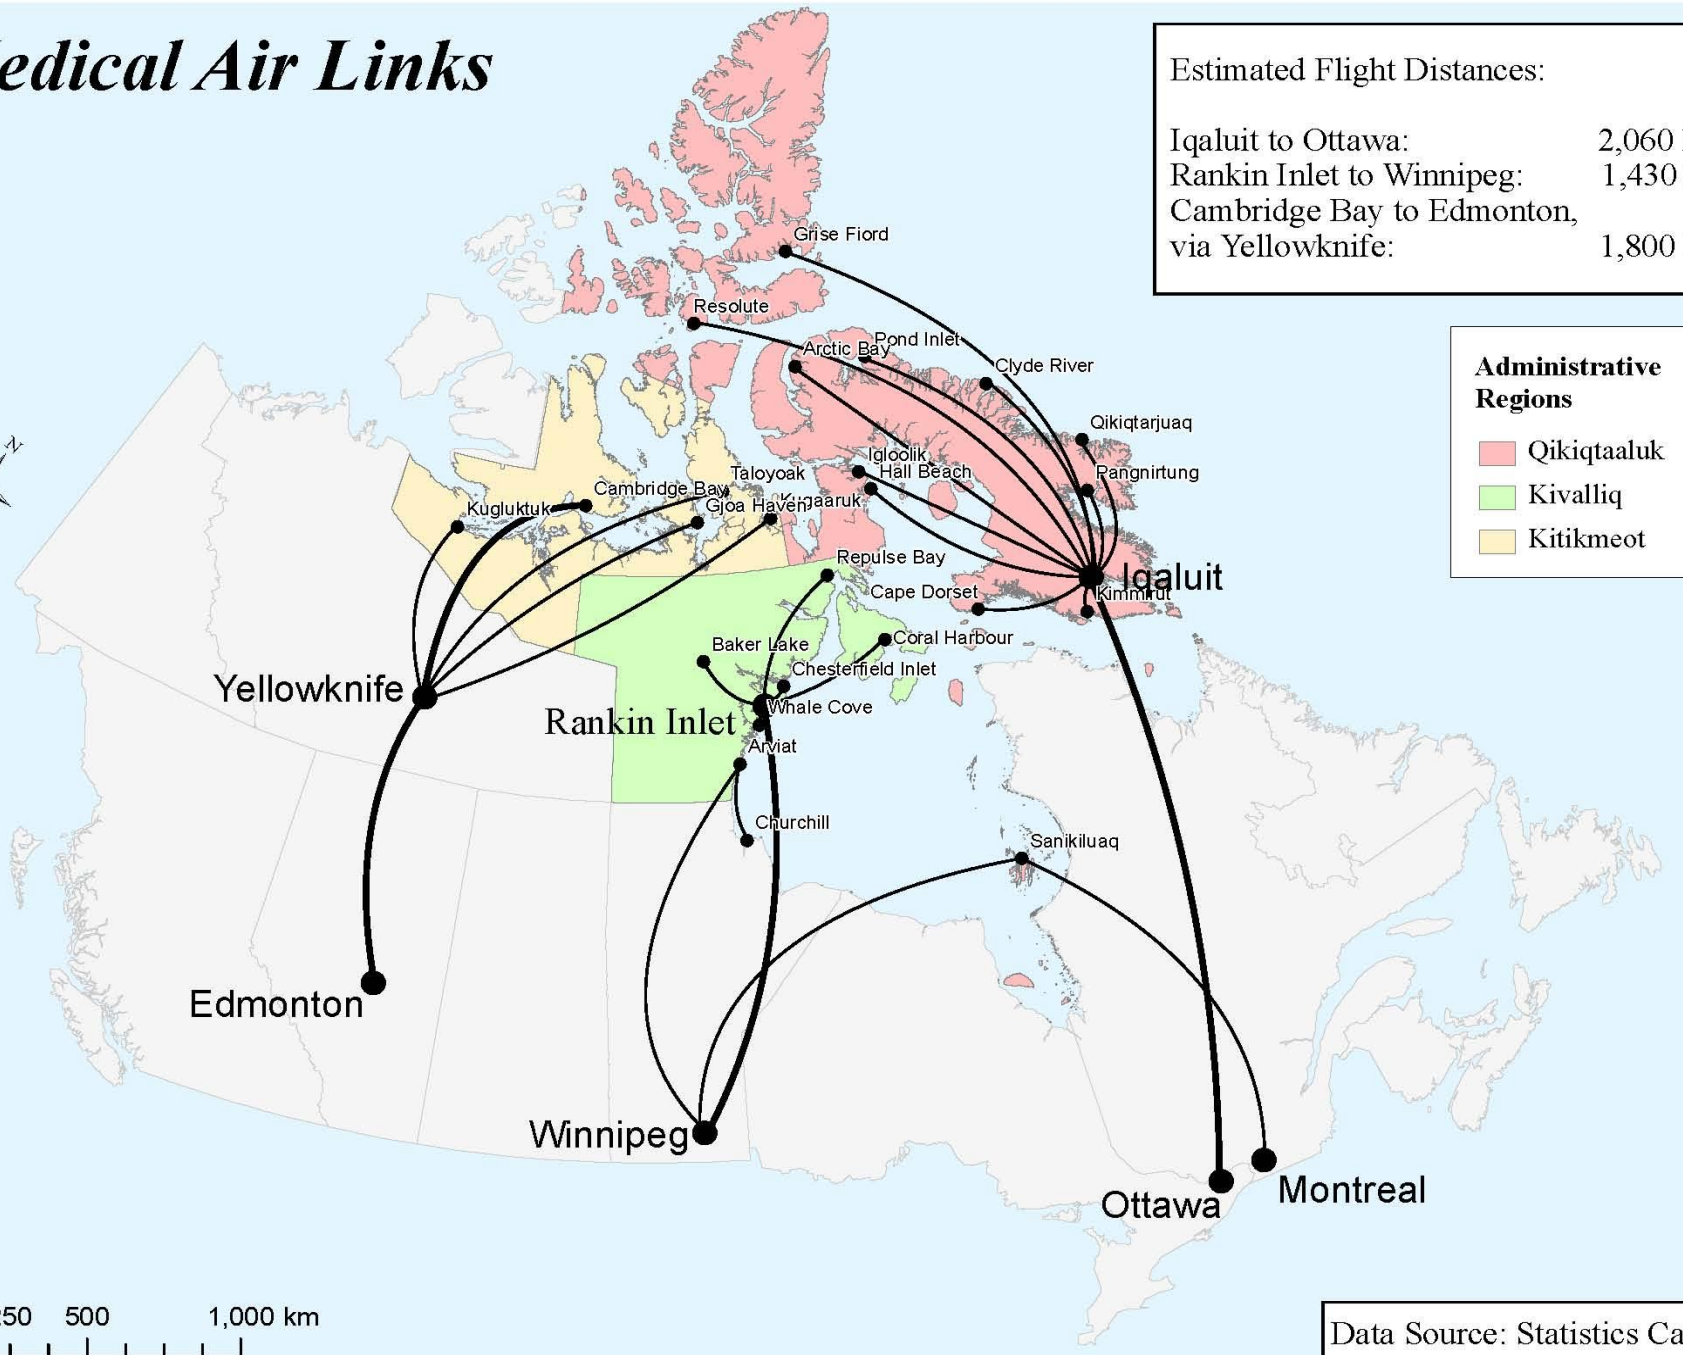 edical Air Links
Estimated Flight Distances:
Iqaluit to Ottawa: 2,060
Rankin Inlet to Winnipeg: 1,430
Cambridge Bay to Edmonton,
via Yellowknife: 1,800
Administrative
Regions
Qikiqtaaluk
Kivalliq
Kitikmeot
N
Grise Fiord
Resolute
Pond Inlet
Arctic Bay
Clyde River
Qikiqtarjuaq
Igloolik
Hall Beach
Pangnirtung
Taloyoak
Cambridge Bay
Kugaaruk
Gjoa Haven
Kugluktuk
Repulse Bay
Iqaluit
Cape Dorset
Kimmirut
Coral Harbour
Baker Lake
Chesterfield Inlet
Yellowknife
Whale Cove
Rankin Inlet
Arviat
Churchill
Sanikiluaq
Edmonton
Winnipeg
Montreal
Ottawa
250 500 1,000 km
Data Source: Statistics Ca